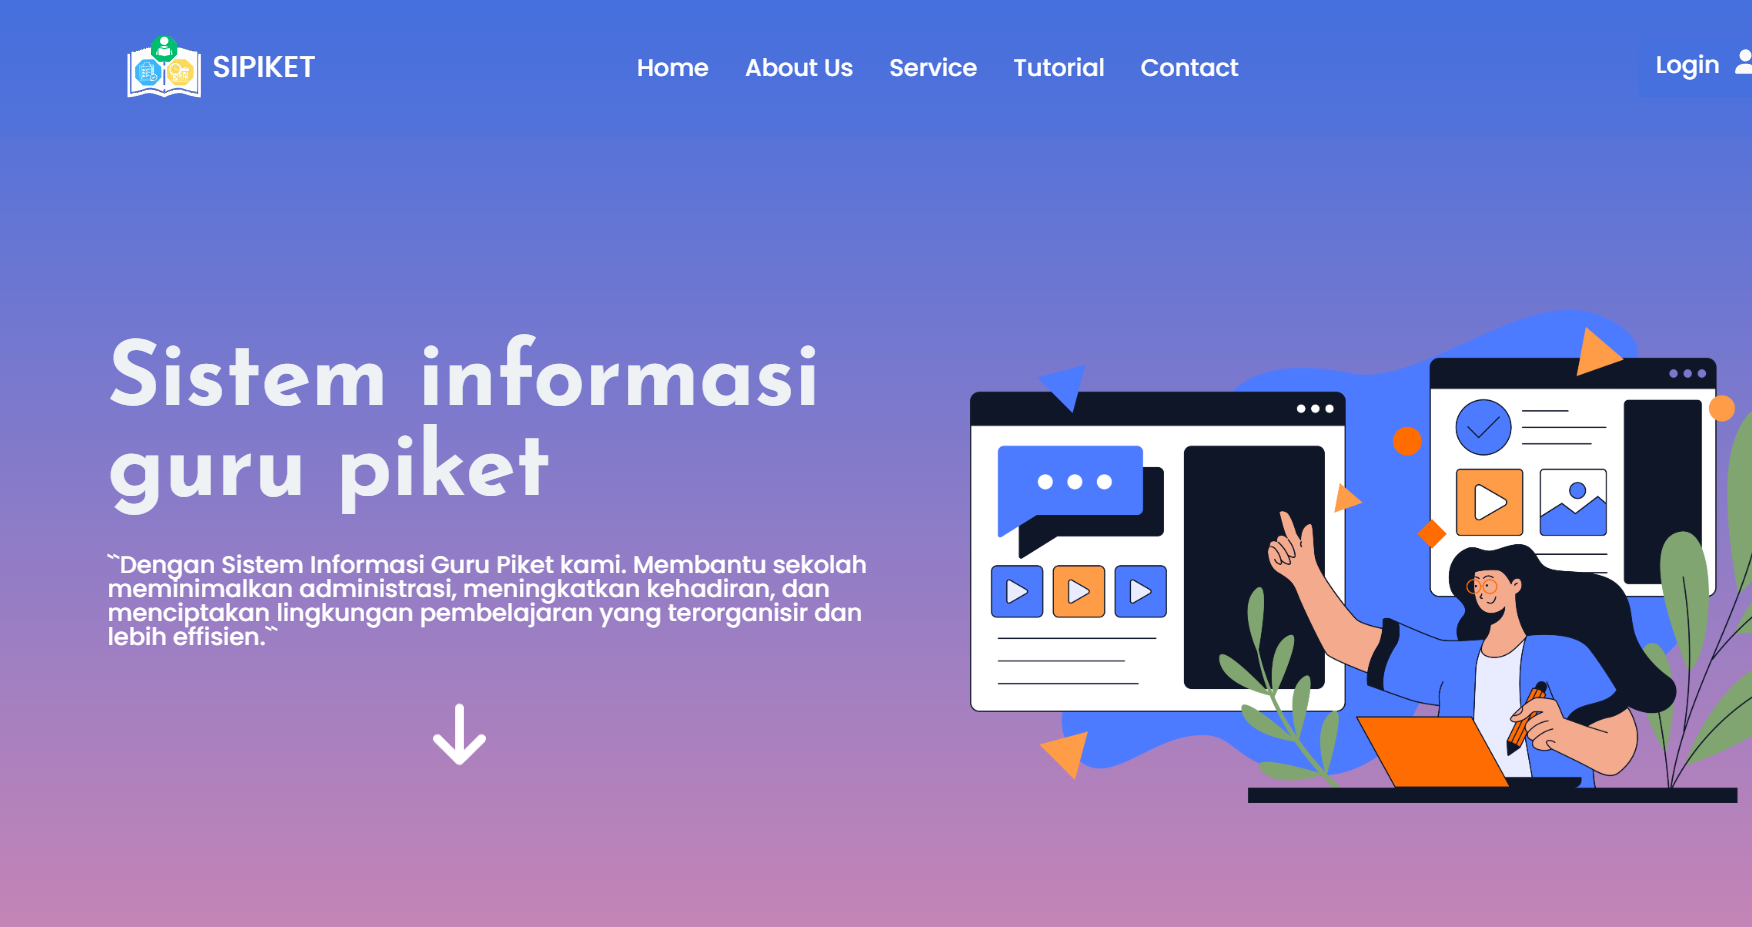 SIPIKET
Home
About Us
Service
Tutorial
Contact
Login
Sistem informasi
guru piket
``Dengan Sistem Informasi Guru Piket kami. Membantu sekolah
meminimalkan administrasi, meningkatkan kehadiran, dan
menciptakan lingkungan pembelajaran yang terorganisir dan
lebih effisien.``